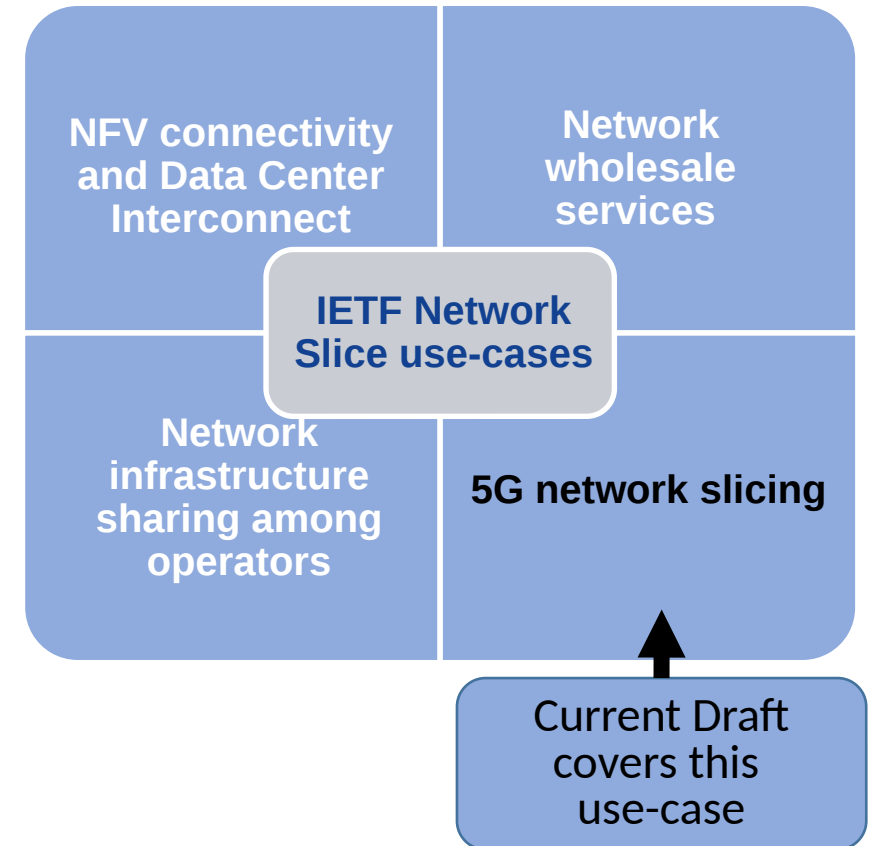 NFV connectivity
and Data Center
Interconnect
Network
wholesale
services
IETF Network
Slice use-cases
Network
infrastructure
sharing among
operators
5G network slicing
Current Draft
covers this
use-case